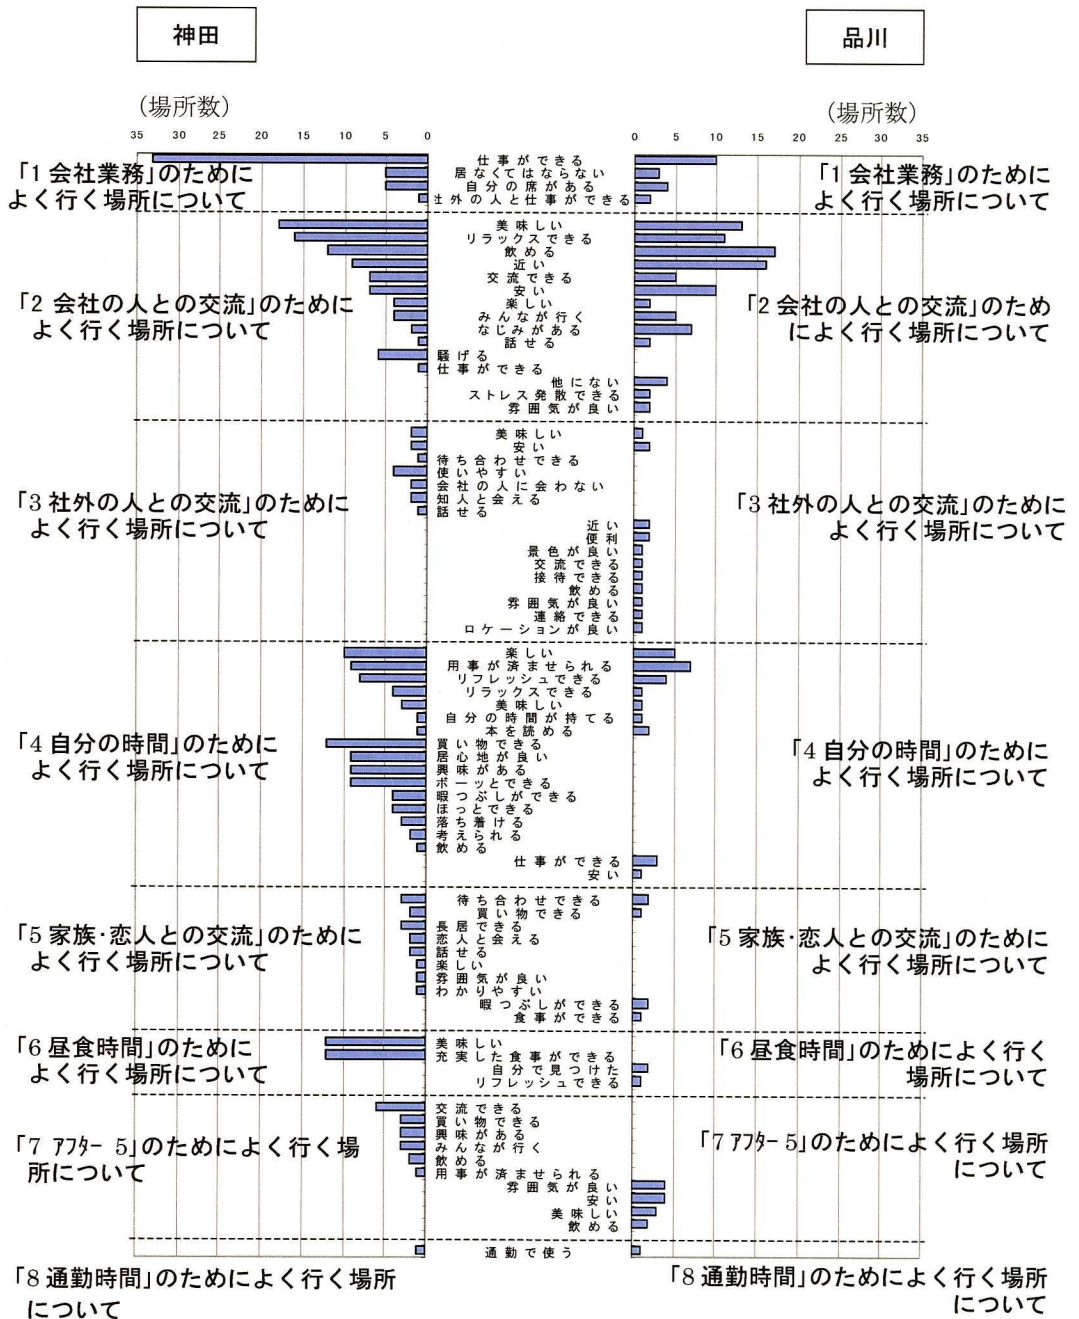 神田
品川
(場所数)
(場所数)
35 30 25 20 15 10 5 0
0 5 10 15 20 25 30 35
「1 会社業務」のために
よく行く場所について
仕事ができる
居なくてはならない
自分の席がある
社外の人と仕事ができる
「1 会社業務」のために
よく行く場所について
「2 会社の人との交流」のために
よく行く場所について
美味しい
リラックスできる
飲める
近い
交流できる
安い
楽しい
みんなが行く
なじみがある
話せる
騒げる
仕事ができる
他にない
ストレス発散できる
雰囲気が良い
「2 会社の人との交流」のため
によく行く場所について
「3 社外の人との交流」のために
よく行く場所について
美味しい
安い
待ち合わせできる
使いやすい
会社の人に会わない
知人と会える
話せる
近い
便利
景色が良い
交流できる
接待できる
飲める
雰囲気が良い
連絡できる
ロケーションが良い
「3 社外の人との交流」のために
よく行く場所について
「4 自分の時間」のために
よく行く場所について
楽しい
用事が済ませられる
リフレッシュできる
リラックスできる
美味しい
自分の時間が持てる
本を読める
買い物できる
居心地が良い
興味がある
ボーッとできる
暇つぶしができる
ほっとできる
落ち着ける
考えられる
飲める
仕事ができる
安い
「4 自分の時間」のために
よく行く場所について
「5 家族・恋人との交流」のために
よく行く場所について
待ち合わせできる
買い物できる
長居できる
恋人と会える
話せる
楽しい
雰囲気が良い
わかりやすい
暇つぶしができる
食事ができる
「5 家族・恋人との交流」のために
よく行く場所について
「6 昼食時間」のために
よく行く場所について
美味しい
充実した食事ができる
自分で見つけた
リフレッシュできる
「6 昼食時間」のためによく行く
場所について
「7 アフター 5」のためによく行く場
所について
交流できる
買い物できる
興味がある
みんなが行く
飲める
用事が済ませられる
雰囲気が良い
安い
美味しい
飲める
「7 アフター 5」のためによく行く場所
について
通勤で使う
「8 通勤時間」のためによく行く場所
について
「8 通勤時間」のためによく行く場所
について